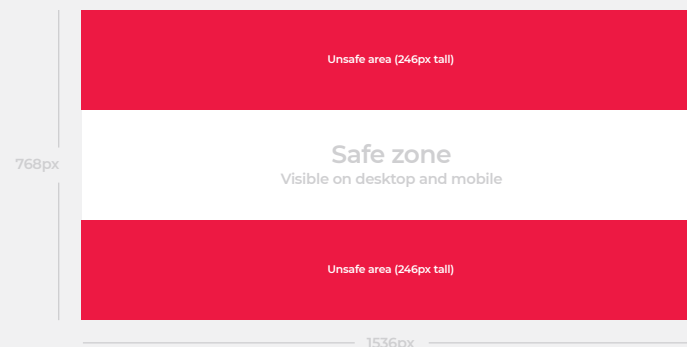 Unsafe area (246px tall)
Safe zone
768px
Visible on desktop and mobile
Unsafe area (246px tall)
1536px